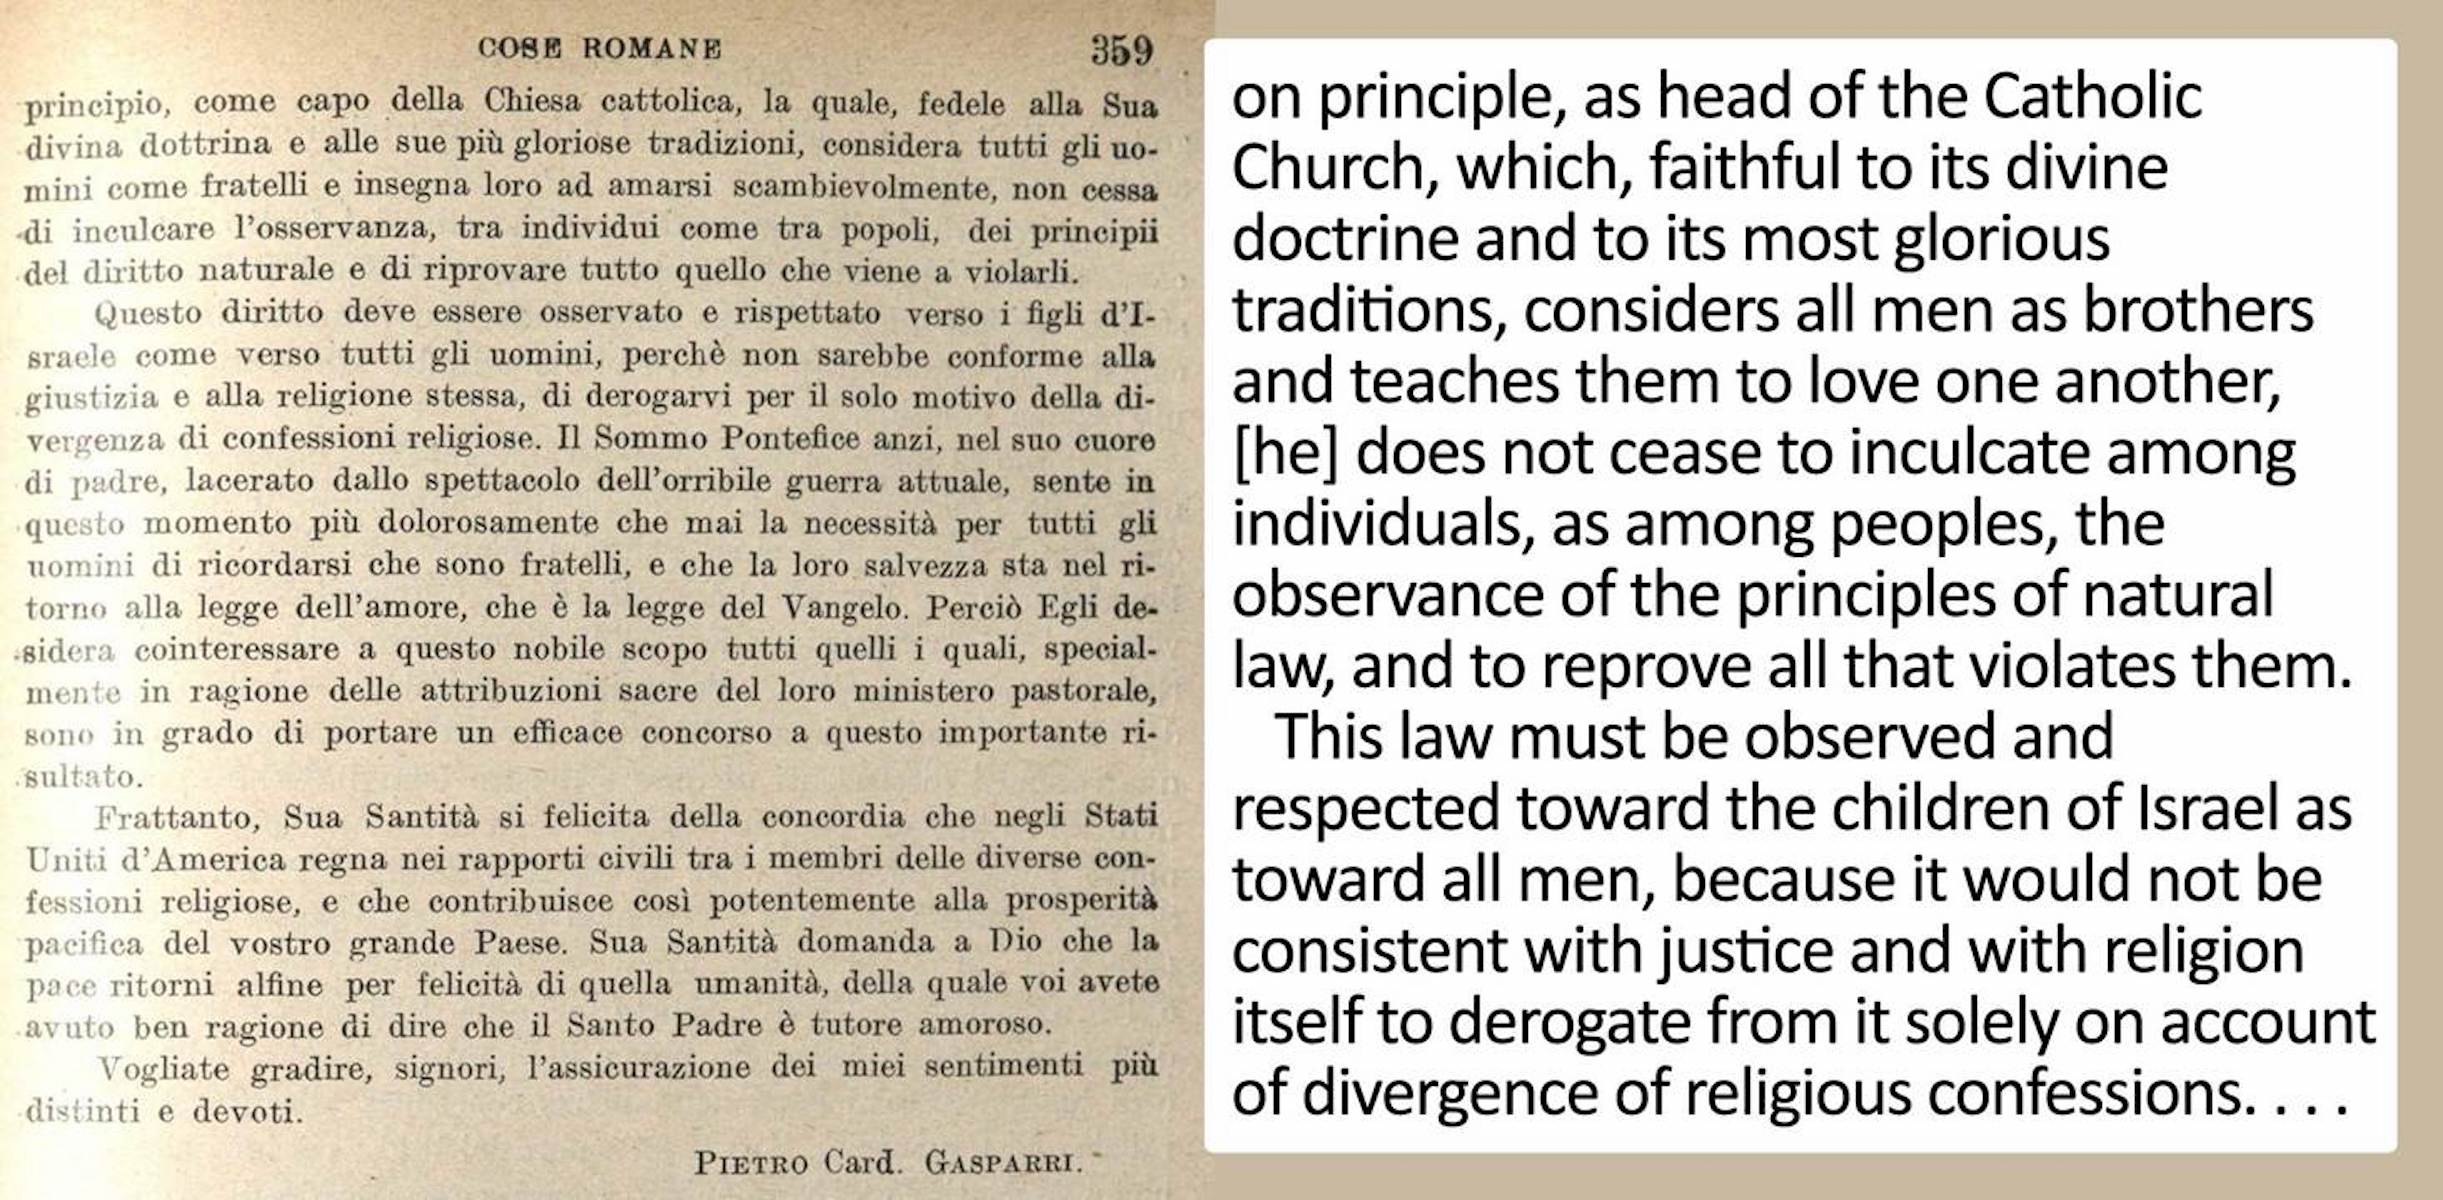 COSE ROMANE 359
principio, come capo della Chiesa cattolica, la quale, fedele alla Sua
divina dottrina e alle sue più gloriose tradizioni, considera tutti gli uo-
mini come fratelli e insegna loro ad amarsi scambievolmente, non cessa
di inculcare l'osservanza, tra individui come tra popoli, dei principii
del diritto naturale e di riprovare tutto quello che viene a violarli.
Questo diritto deve essere osservato e rispettato verso i figli d'I-
sraele come verso tutti gli uomini, perchè non sarebbe conforme alla
giustizia e alla religione stessa, di derogarvi per il solo motivo della di-
vergenza di confessioni religiose. Il Sommo Pontefice anzi, nel suo cuore
di padre, lacerato dallo spettacolo dell'orribile guerra attuale, sente in
questo momento più dolorosamente che mai la necessità per tutti gli
uomini di ricordarsi che sono fratelli, e che la loro salvezza sta nel ri-
torno alla legge dell'amore, che è la legge del Vangelo. Perciò Egli de-
sidera cointeressare a questo nobile scopo tutti quelli i quali, special-
mente in ragione delle attribuzioni sacre del loro ministero pastorale,
sono in grado di portare un efficace concorso a questo importante ri-
sultato.
Frattanto, Sua Santità si felicita della concordia che negli Stati
Uniti d'America regna nei rapporti civili tra i membri delle diverse con-
fessioni religiose, e che contribuisce così potentemente alla prosperità
pacifica del vostro grande Paese. Sua Santità domanda a Dio che la
pace ritorni alfine per felicità di quella umanità, della quale voi avete
avuto ben ragione di dire che il Santo Padre è tutore amoroso.
Vogliate gradire, signori, l'assicurazione dei miei sentimenti più
distinti e devoti.
PIETRO Card. GASPARRI.
on principle, as head of the Catholic
Church, which, faithful to its divine
doctrine and to its most glorious
traditions, considers all men as brothers
and teaches them to love one another,
[he] does not cease to inculcate among
individuals, as among peoples, the
observance of the principles of natural
law, and to reprove all that violates them.
This law must be observed and
respected toward the children of Israel as
toward all men, because it would not be
consistent with justice and with religion
itself to derogate from it solely on account
of divergence of religious confessions. . . .